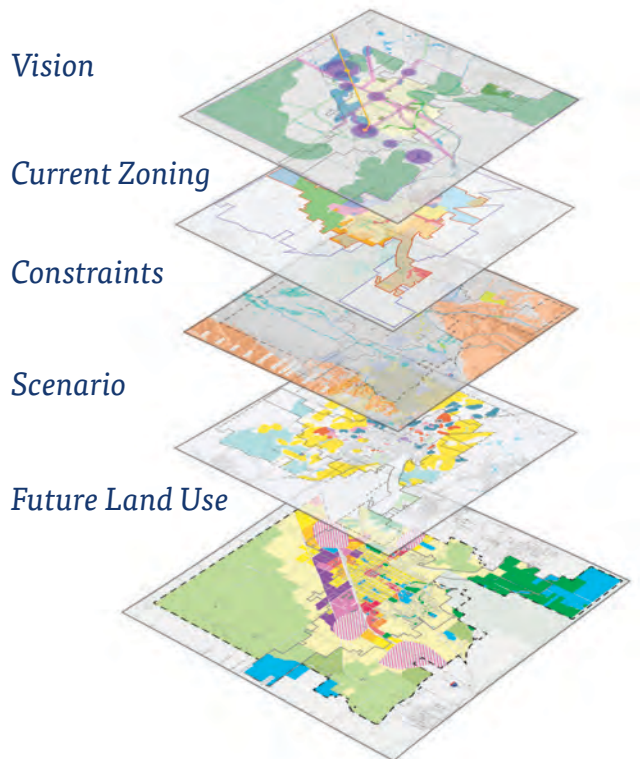 Vision
Current Zoning
Constraints
Scenario
Future Land Use